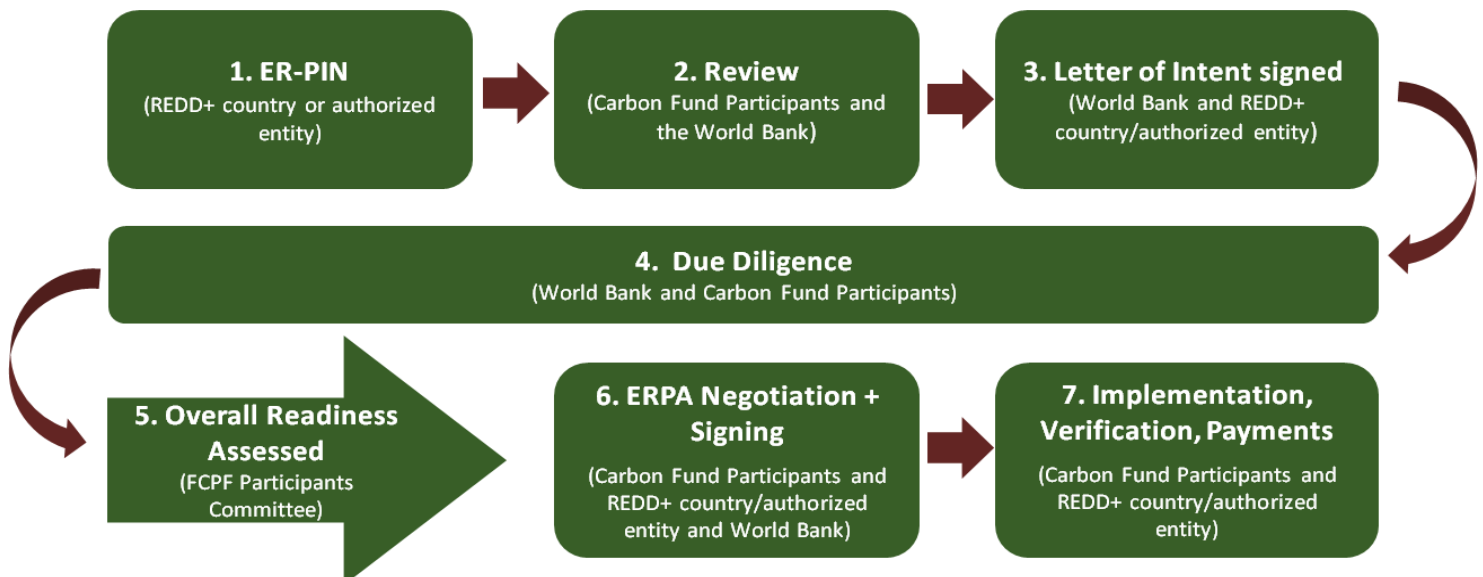 1. ER-PIN
(REDD+ country or authorized
entity)
2. Review
(Carbon Fund Participants and
the World Bank)
3. Letter of Intent signed
(World Bank and REDD+
country/authorized entity)
4. Due Diligence
(World Bank and Carbon Fund Participants)
5. Overall Readiness
Assessed
(FCPF Participants
Committee)
6. ERPA Negotiation +
Signing
(Carbon Fund Participants and
REDD+ country/authorized
entity and World Bank)
7. Implementation,
Verification, Payments
(Carbon Fund Participants and
REDD+ country/authorized
entity)